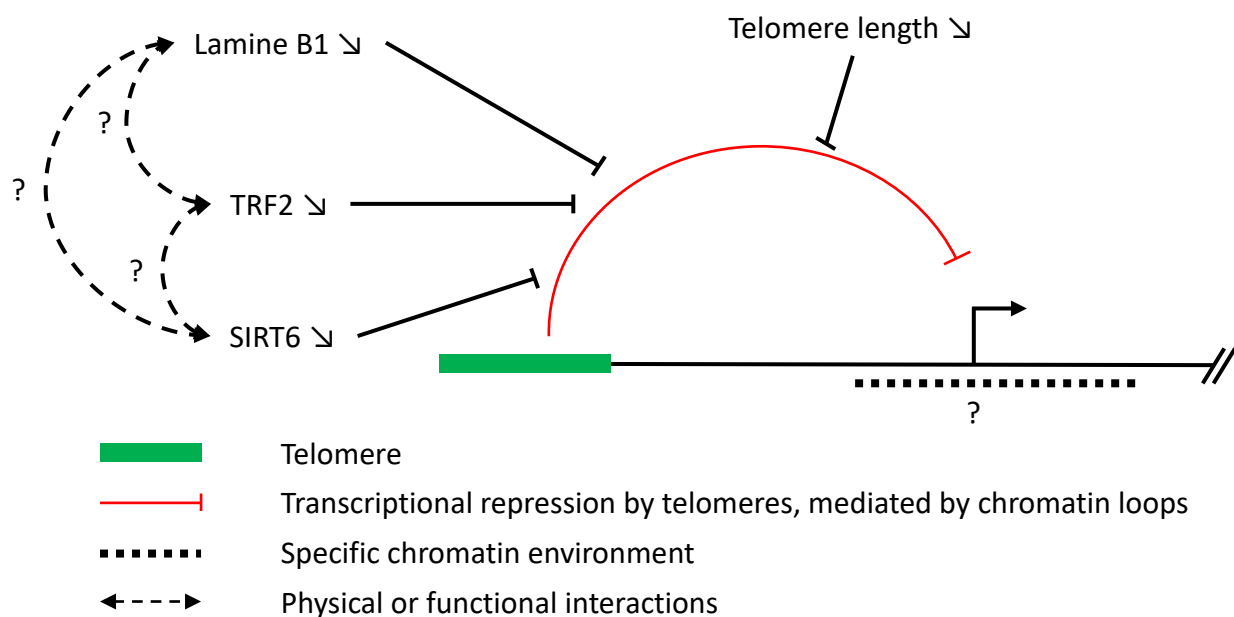 Lamine B1 ↘
Telomere length ↘
?
?
TRF2 ↘
?
SIRT6 ↘
?
Telomere
Transcriptional repression by telomeres, mediated by chromatin loops
Specific chromatin environment
Physical or functional interactions